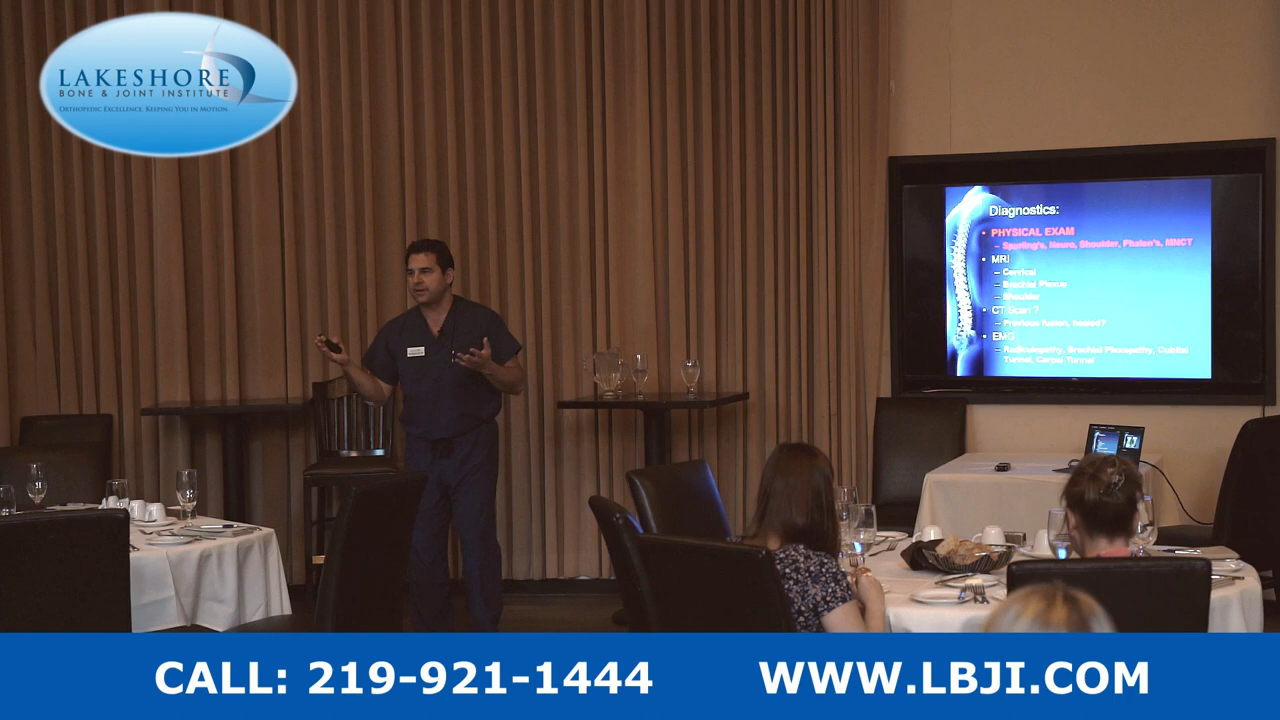 LAKESHORE
BONE & JOINT INSTITUTE
ORTHOPEDIC EXCELLENCE. KEEPING YOU IN MOTION.
Diagnostics:
• PHYSICAL EXAM
– Spurling's, Neuro, Shoulder, Phalen's, MNCT
• MRI
– Cervical
– Brachial Plexus
– Shoulder
• CT Scan ?
– Previous fusion, healed?
• EMG
– Radiculopathy, Brachial Plexopathy, Cubital
Tunnel, Carpal Tunnel
CALL: 219-921-1444
WWW.LBJI.COM